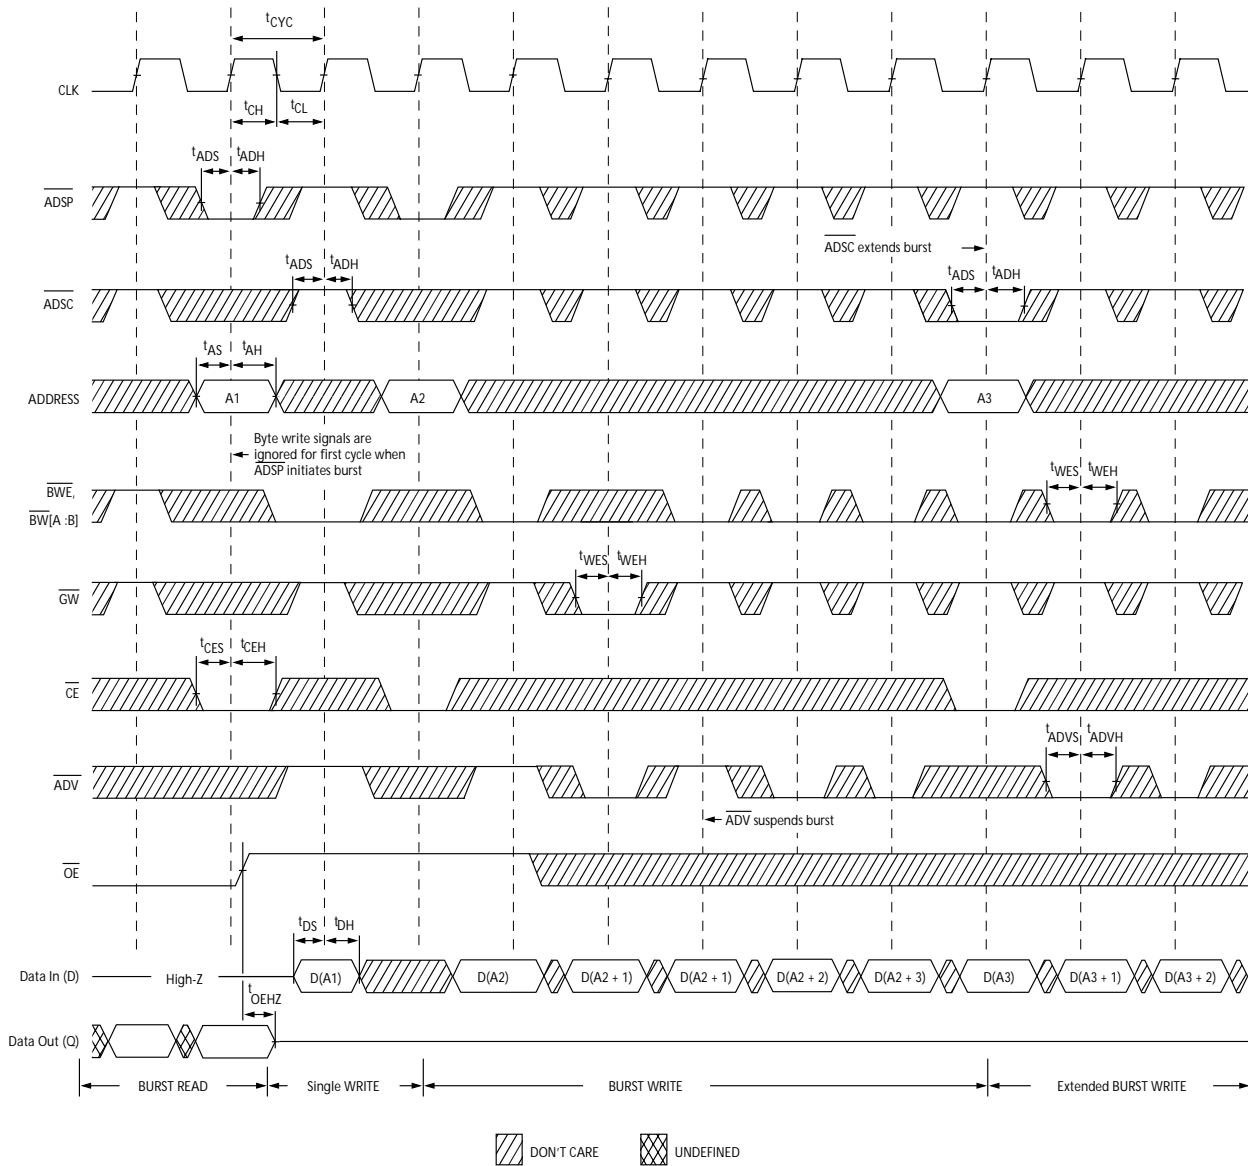 tCYC
CLK
tCH
tCL
tADS
tADH
ADSP
ADSC extends burst
tADS
tADH
tADS
tADH
ADSC
tAS
tAH
ADDRESS
A1
A2
A3
Byte write signals are
ignored for first cycle when
ADSP initiates burst
tWES
tWEH
BWE,
BW[A :B]
tWES
tWEH
GW
tCES
tCEH
CE
tADVS
tADVH
ADV
ADV suspends burst
OE
tDS
tDH
Data In (D)
High-Z
D(A1)
D(A2)
D(A2 + 1)
D(A2 + 1)
D(A2 + 2)
D(A2 + 3)
D(A3)
D(A3 + 1)
D(A3 + 2)
tOEHZ
Data Out (Q)
BURST READ
Single WRITE
BURST WRITE
Extended BURST WRITE
DON'T CARE
UNDEFINED